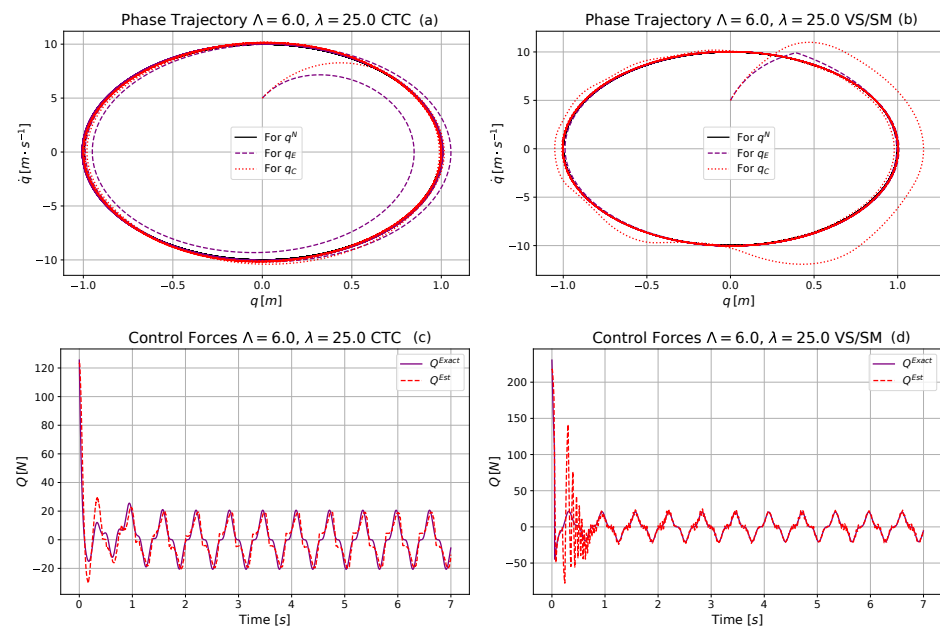 Phase Trajectory Λ = 6.0, λ = 25.0 CTC (a)
10
5
0
−5
−10
q̇ [m · s⁻¹]
For qᴺ
For q_E
For q_C
−1.0 −0.5 0.0 0.5 1.0
q [m]
Phase Trajectory Λ = 6.0, λ = 25.0 VS/SM (b)
10
5
0
−5
−10
q̇ [m · s⁻¹]
For qᴺ
For q_E
For q_C
−1.0 −0.5 0.0 0.5 1.0
q [m]
Control Forces Λ = 6.0, λ = 25.0 CTC (c)
120
100
80
60
40
20
0
−20
Q [N]
Q^Exact
Q^Est
0 1 2 3 4 5 6 7
Time [s]
Control Forces Λ = 6.0, λ = 25.0 VS/SM (d)
200
150
100
50
0
−50
Q [N]
Q^Exact
Q^Est
0 1 2 3 4 5 6 7
Time [s]